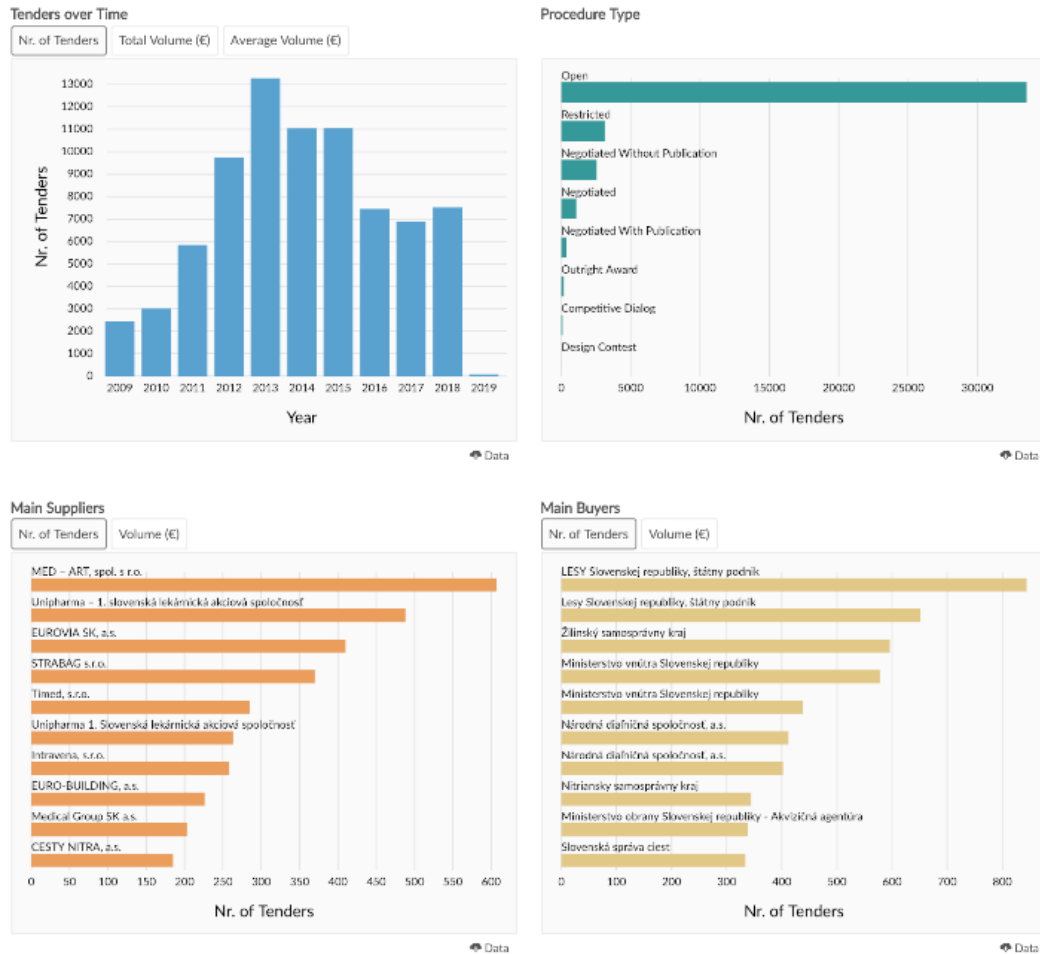 Tenders over Time
Nr. of Tenders Total Volume (€) Average Volume (€)
13000
12000
11000
10000
9000
8000
7000
6000
5000
4000
3000
2000
1000
0
Nr. of Tenders
2009 2010 2011 2012 2013 2014 2015 2016 2017 2018 2019
Year
Data
Procedure Type
Open
Restricted
Negotiated Without Publication
Negotiated
Negotiated With Publication
Outright Award
Competitive Dialog
Design Contest
0 5000 10000 15000 20000 25000 30000
Nr. of Tenders
Data
Main Suppliers
Nr. of Tenders Volume (€)
MED – ART, spol. s r.o.
Unipharma – 1. slovenská lekárnická akciová spoločnosť
EUROVIA SK, a.s.
STRABAG s.r.o.
Timed, s.r.o.
Unipharma 1. Slovenská lekárnická akciová spoločnosť
Intravena, s.r.o.
EURO-BUILDING, a.s.
Medical Group SK a.s.
CESTY NITRA, a.s.
0 50 100 150 200 250 300 350 400 450 500 550 600
Nr. of Tenders
Data
Main Buyers
Nr. of Tenders Volume (€)
LESY Slovenskej republiky, štátny podnik
Lesy Slovenskej republiky, štátny podnik
Žilinský samosprávny kraj
Ministerstvo vnútra Slovenskej republiky
Ministerstvo vnútra Slovenskej republiky
Národná diaľničná spoločnosť, a.s.
Národná diaľničná spoločnosť, a.s.
Nitriansky samosprávny kraj
Ministerstvo obrany Slovenskej republiky - Akvizičná agentúra
Slovenská správa ciest
0 100 200 300 400 500 600 700 800
Nr. of Tenders
Data